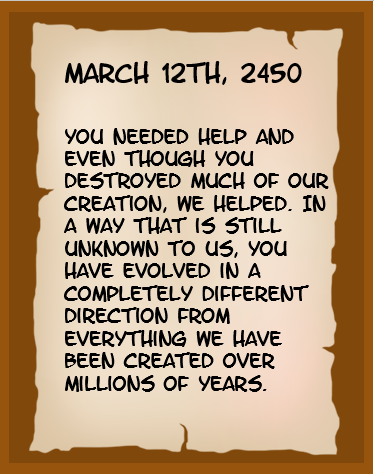 MARCH 12TH, 2450
YOU NEEDED HELP AND
EVEN THOUGH YOU
DESTROYED MUCH OF OUR
CREATION, WE HELPED. IN
A WAY THAT IS STILL
UNKNOWN TO US, YOU
HAVE EVOLVED IN A
COMPLETELY DIFFERENT
DIRECTION FROM
EVERYTHING WE HAVE
BEEN CREATED OVER
MILLIONS OF YEARS.